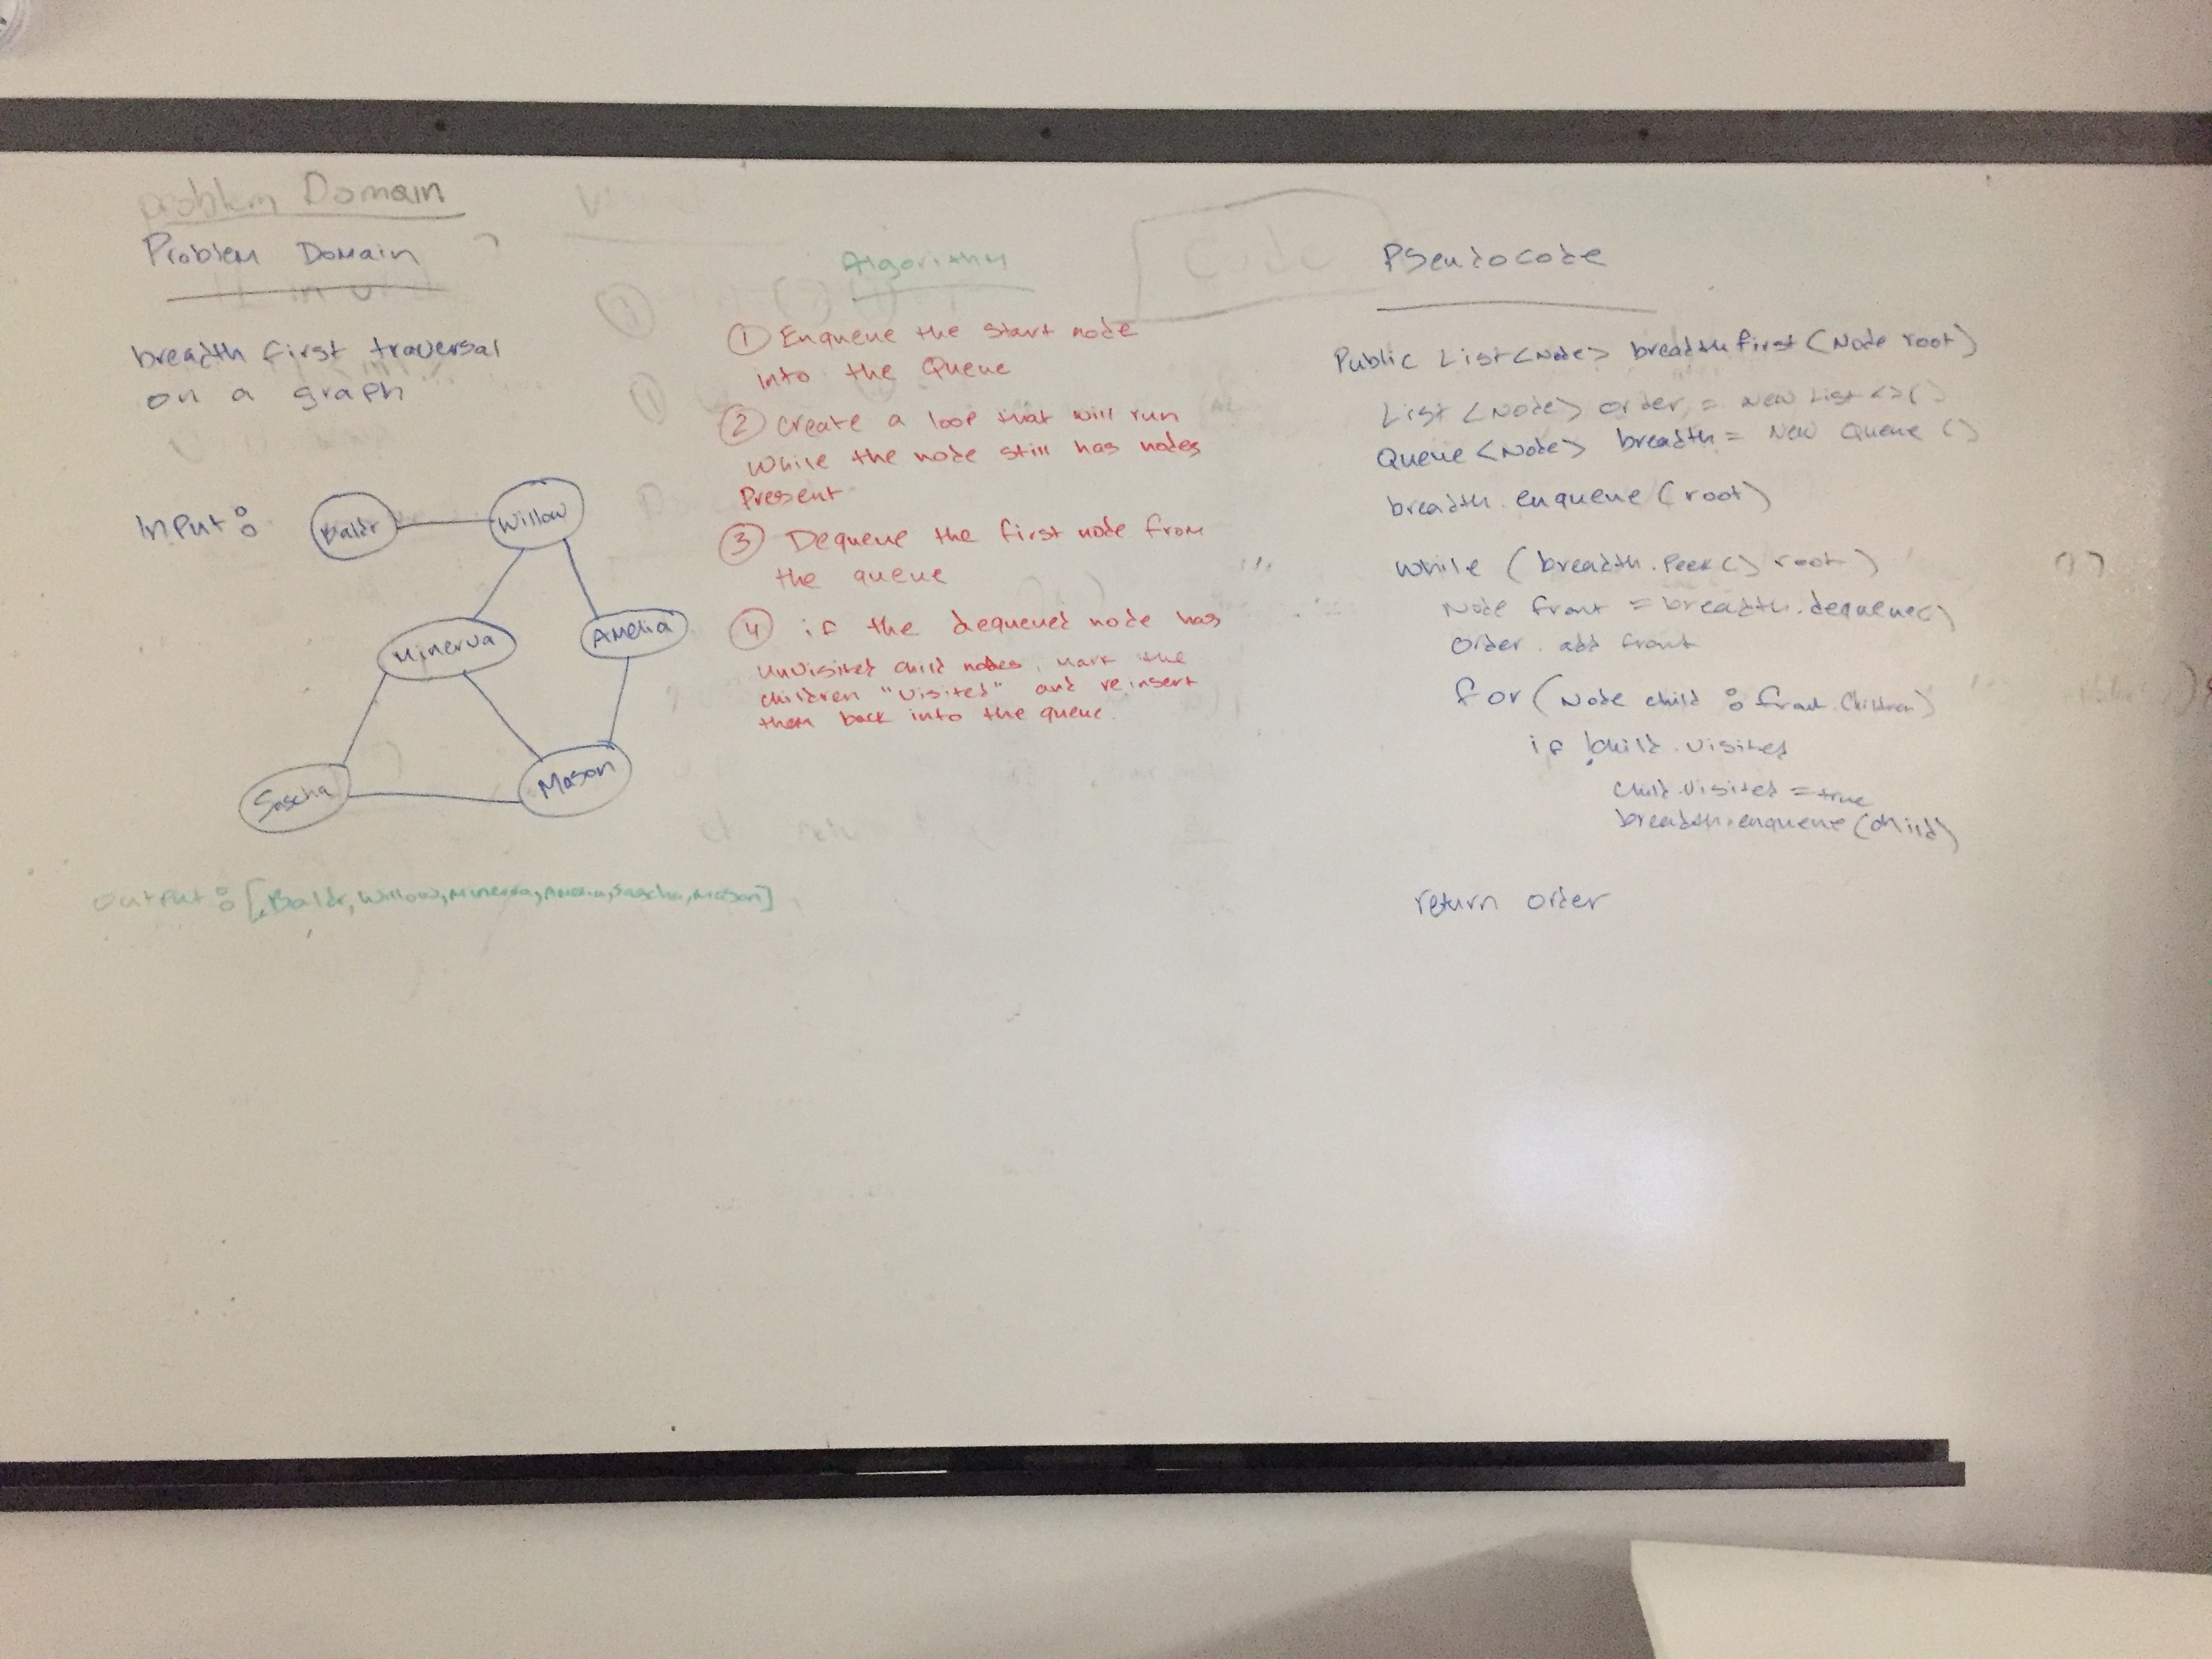 problem Domain
Problem Domain
breadth first traversal
on a graph
Input:
Baldr
Willow
Minerva
Amelia
Sascha
Mason
output: [Baldr, Willow, Minerva, Amelia, Sascha, Mason]
Algorithm
1 Enqueue the start node
into the Queue
2 Create a loop that will run
while the node still has nodes
Present
3 Dequeue the first node from
the queue
4 if the dequeued node has
unvisited child nodes, mark the
children "visited" and reinsert
them back into the queue.
Code
PSeudocode
Public List<Node> breadthfirst(Node root)
List<Node> order = New List<>()
Queue<Node> breadth = New Queue ()
breadth.enqueue(root)
while (breadth.Peek() root)
Node front = breadth.dequeue()
Order. add front
for(Node child : front.Children)
if !child.visited
child.visited = true
breadth.enqueue(child)
return order